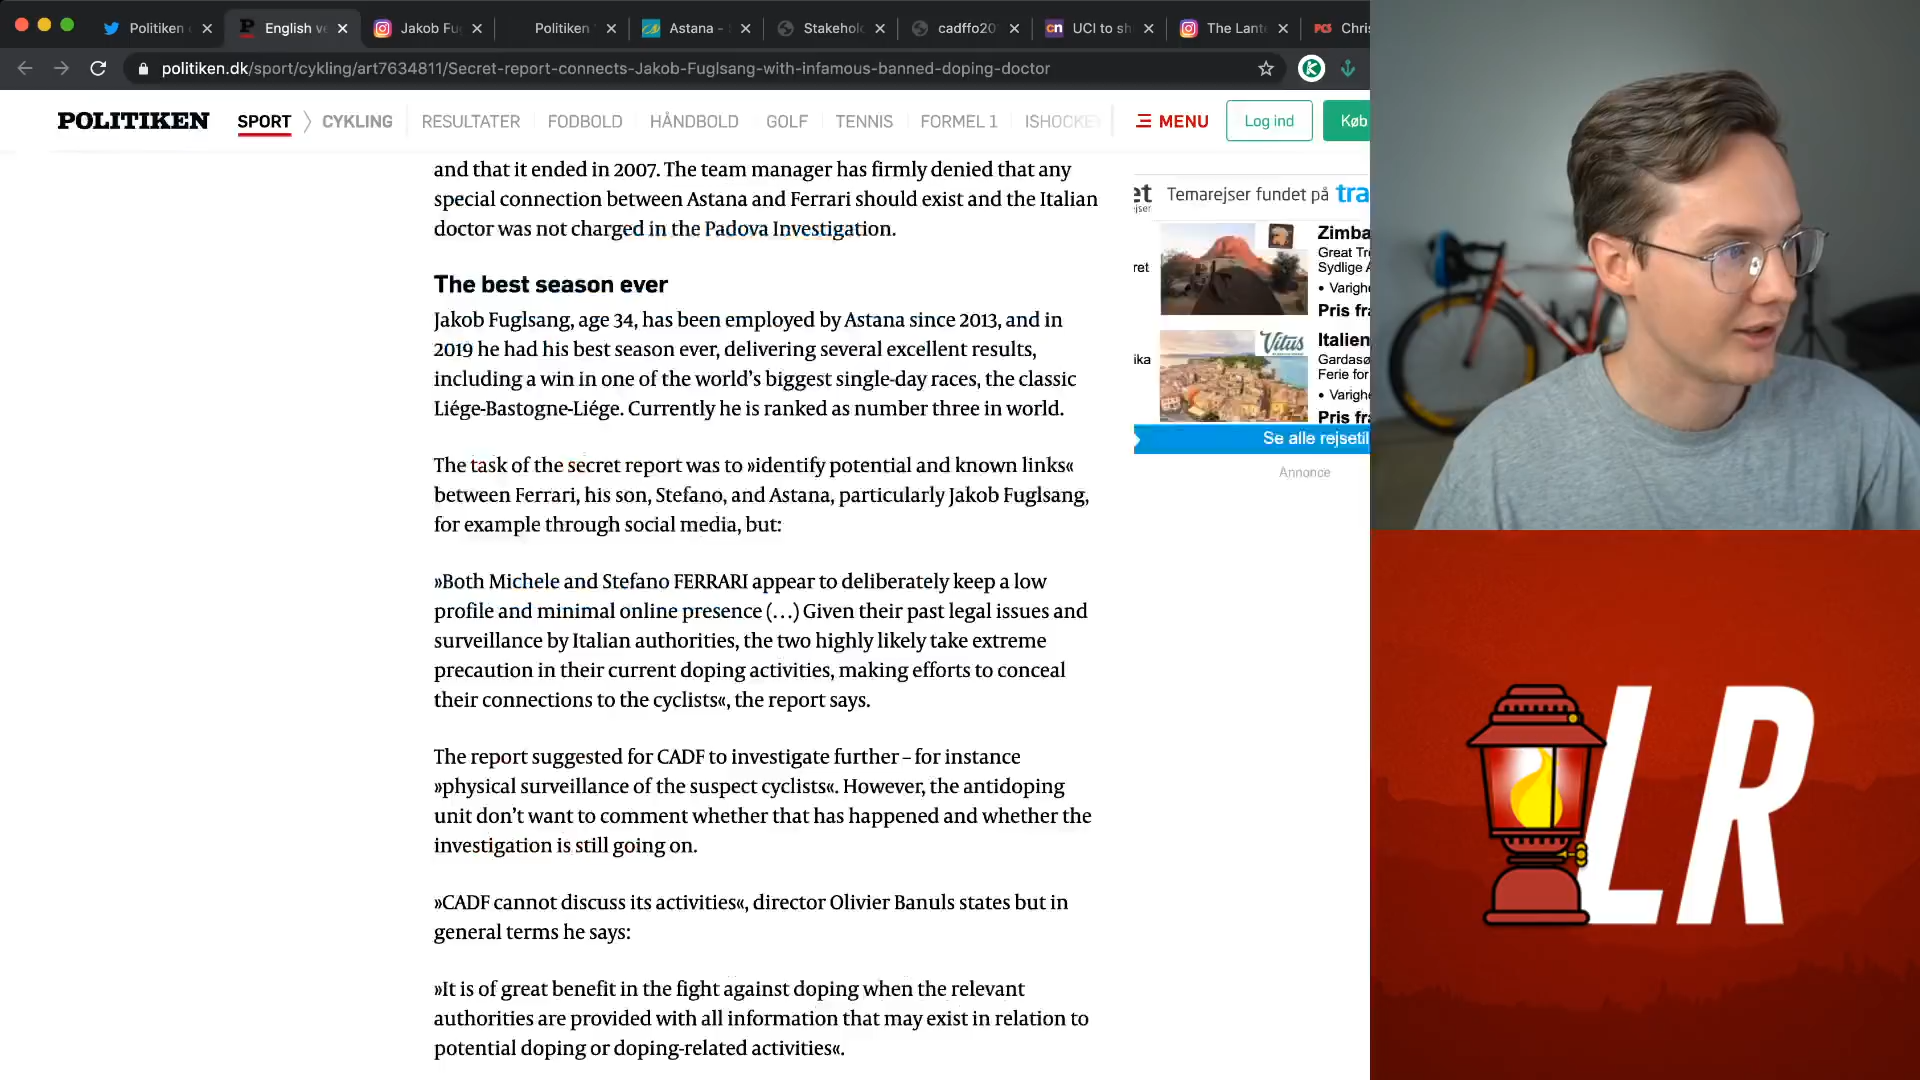 Politiken
English ve
Jakob Fu
Politiken
Astana -
Stakehol
cadffo20
cn
UCI to sh
The Lant
PCS
Chris
politiken.dk/sport/cykling/art7634811/Secret-report-connects-Jakob-Fuglsang-with-infamous-banned-doping-doctor
POLITIKEN
SPORT
CYKLING
RESULTATER
FODBOLD
HÅNDBOLD
GOLF
TENNIS
FORMEL 1
ISHOCKEY
MENU
Log ind
Køb
and that it ended in 2007. The team manager has firmly denied that any
special connection between Astana and Ferrari should exist and the Italian
doctor was not charged in the Padova Investigation.
The best season ever
Jakob Fuglsang, age 34, has been employed by Astana since 2013, and in
2019 he had his best season ever, delivering several excellent results,
including a win in one of the world’s biggest single-day races, the classic
Liége-Bastogne-Liége. Currently he is ranked as number three in world.
The task of the secret report was to »identify potential and known links«
between Ferrari, his son, Stefano, and Astana, particularly Jakob Fuglsang,
for example through social media, but:
»Both Michele and Stefano FERRARI appear to deliberately keep a low
profile and minimal online presence (…) Given their past legal issues and
surveillance by Italian authorities, the two highly likely take extreme
precaution in their current doping activities, making efforts to conceal
their connections to the cyclists«, the report says.
The report suggested for CADF to investigate further – for instance
»physical surveillance of the suspect cyclists«. However, the antidoping
unit don’t want to comment whether that has happened and whether the
investigation is still going on.
»CADF cannot discuss its activities«, director Olivier Banuls states but in
general terms he says:
»It is of great benefit in the fight against doping when the relevant
authorities are provided with all information that may exist in relation to
potential doping or doping-related activities«.
et
jser
Temarejser fundet på tra
ret
Zimba
Great Tr
Sydlige A
• Varigh
Pris fra
ika
Vitus
Italien
Gardasø
Ferie for
• Varigh
Pris fra
Se alle rejsetil
Annonce
LR